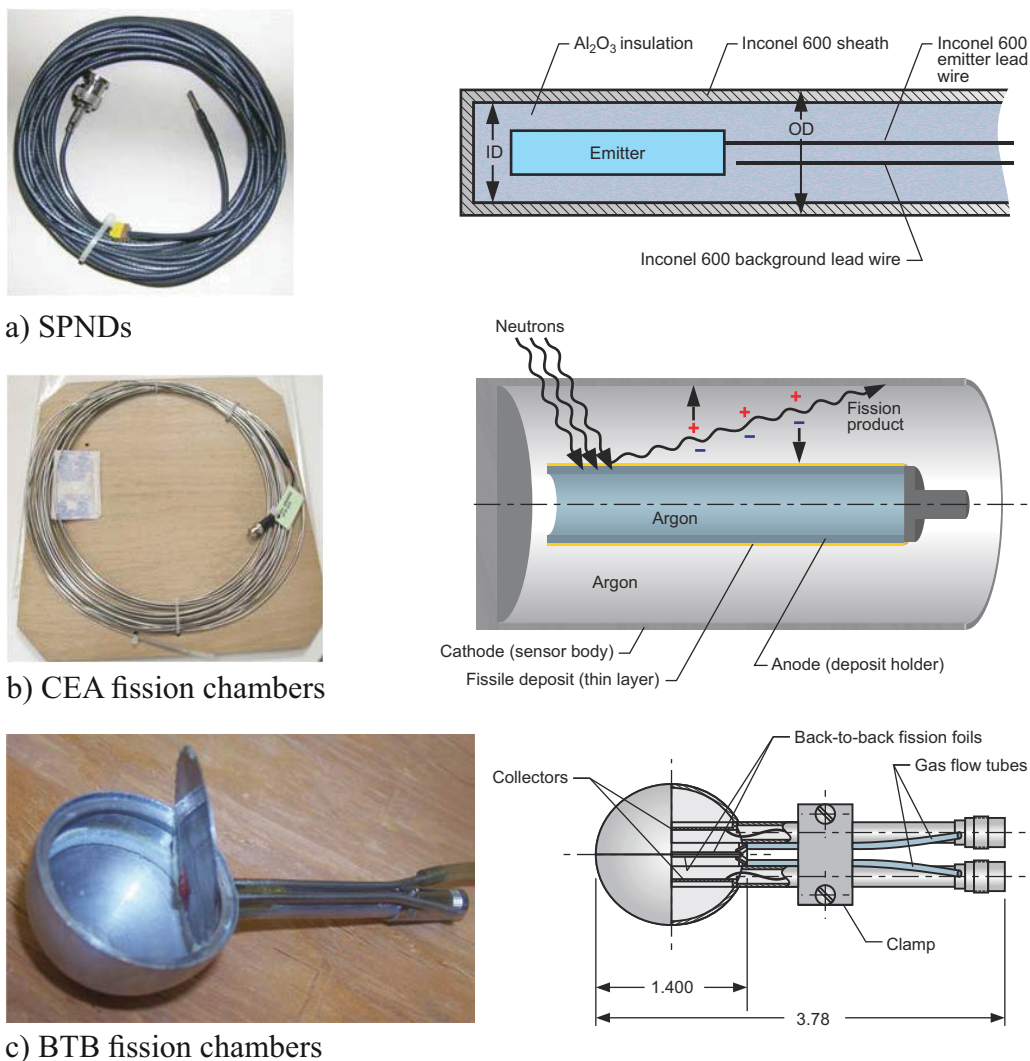 Al₂O₃ insulation
Inconel 600 sheath
Inconel 600
emitter lead
wire
ID
Emitter
OD
Inconel 600 background lead wire
a) SPNDs
Neutrons
Fission
product
Argon
Argon
Cathode (sensor body)
Anode (deposit holder)
Fissile deposit (thin layer)
b) CEA fission chambers
Back-to-back fission foils
Collectors
Gas flow tubes
Clamp
1.400
3.78
c) BTB fission chambers